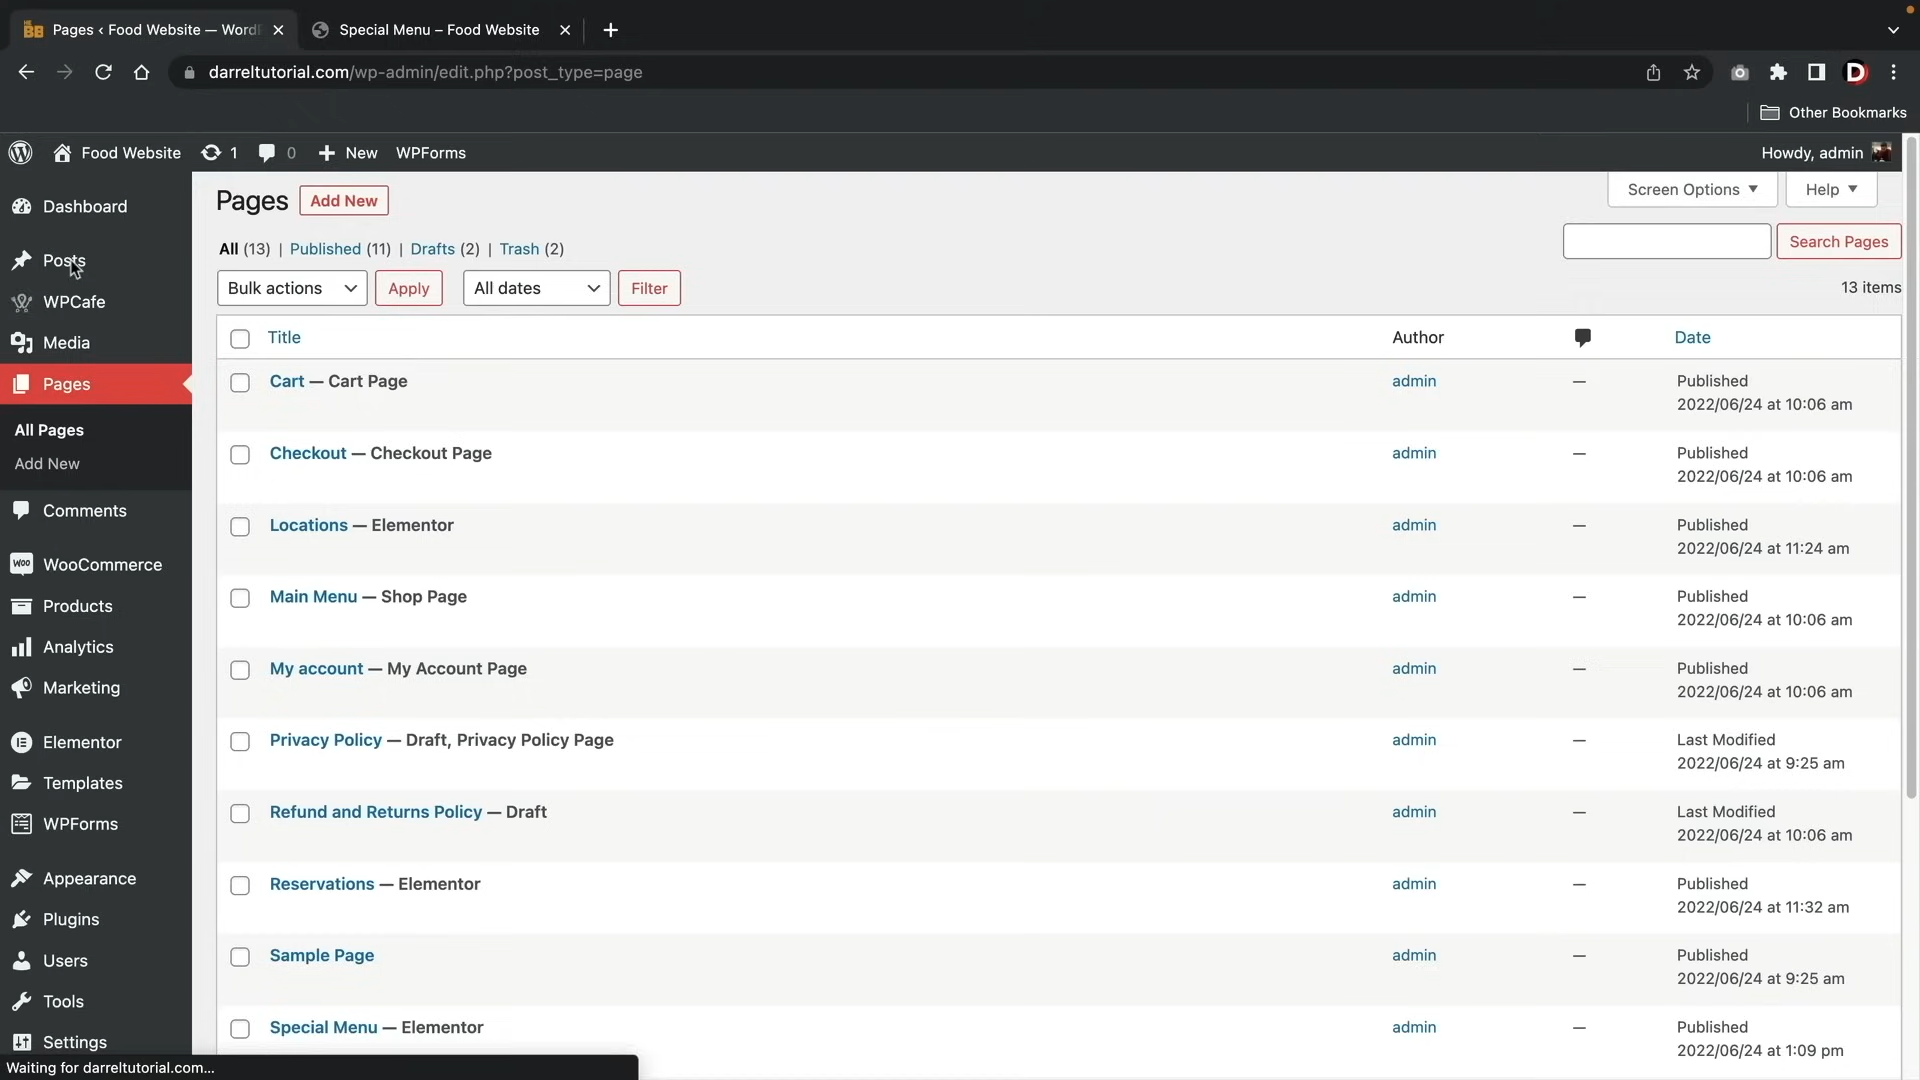 Pages ‹ Food Website — Word
Special Menu – Food Website
darreltutorial.com/wp-admin/edit.php?post_type=page
Other Bookmarks
Food Website 1 0 New WPForms
Howdy, admin
Dashboard
Posts
WPCafe
Media
Pages
All Pages
Add New
Comments
WooCommerce
Products
Analytics
Marketing
Elementor
Templates
WPForms
Appearance
Plugins
Users
Tools
Settings
Pages Add New
Screen Options Help
All (13) | Published (11) | Drafts (2) | Trash (2)
Search Pages
Bulk actions Apply All dates Filter
13 items
Title Author Date
Cart — Cart Page admin — Published
2022/06/24 at 10:06 am
Checkout — Checkout Page admin — Published
2022/06/24 at 10:06 am
Locations — Elementor admin — Published
2022/06/24 at 11:24 am
Main Menu — Shop Page admin — Published
2022/06/24 at 10:06 am
My account — My Account Page admin — Published
2022/06/24 at 10:06 am
Privacy Policy — Draft, Privacy Policy Page admin — Last Modified
2022/06/24 at 9:25 am
Refund and Returns Policy — Draft admin — Last Modified
2022/06/24 at 10:06 am
Reservations — Elementor admin — Published
2022/06/24 at 11:32 am
Sample Page admin — Published
2022/06/24 at 9:25 am
Special Menu — Elementor admin — Published
2022/06/24 at 1:09 pm
Waiting for darreltutorial.com...